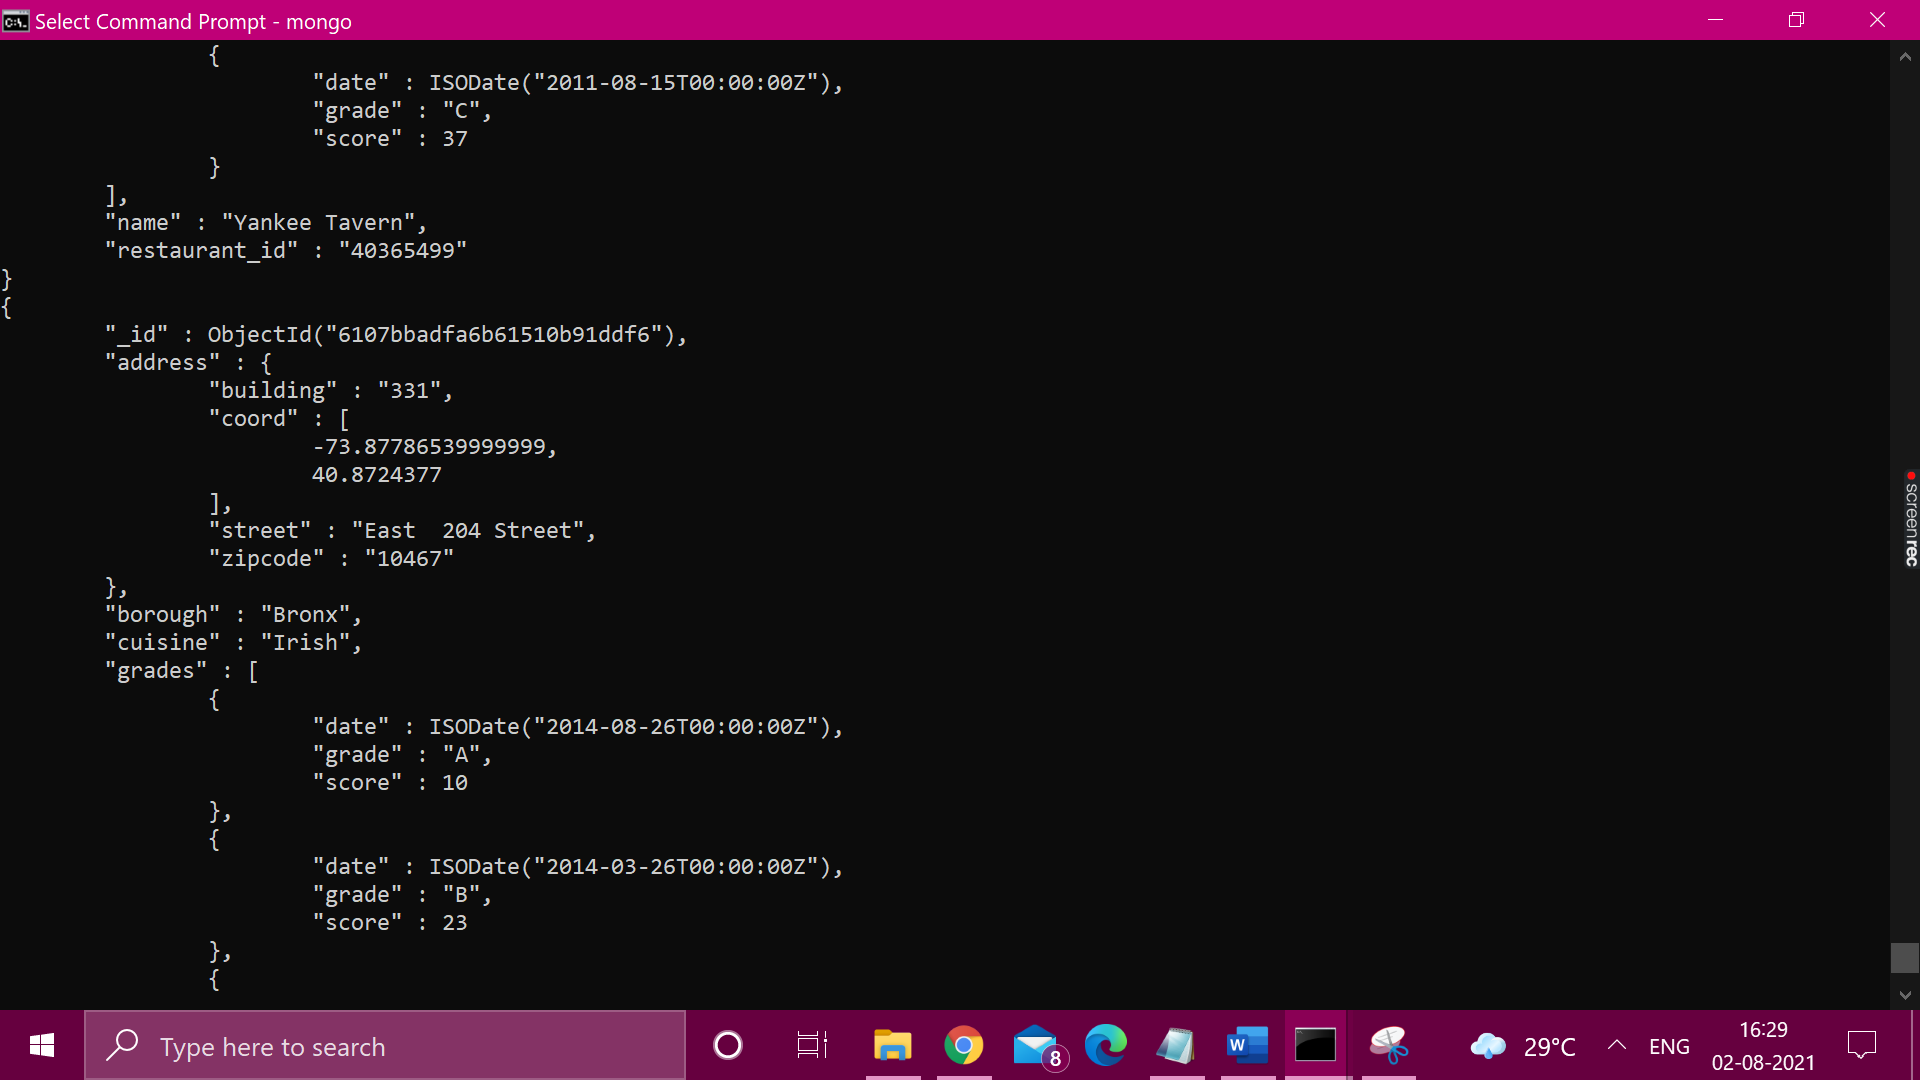 Select Command Prompt - mongo
{
"date" : ISODate("2011-08-15T00:00:00Z"),
"grade" : "C",
"score" : 37
}
],
"name" : "Yankee Tavern",
"restaurant_id" : "40365499"
}
{
"_id" : ObjectId("6107bbadfa6b61510b91ddf6"),
"address" : {
"building" : "331",
"coord" : [
-73.87786539999999,
40.8724377
],
"street" : "East  204 Street",
"zipcode" : "10467"
},
"borough" : "Bronx",
"cuisine" : "Irish",
"grades" : [
{
"date" : ISODate("2014-08-26T00:00:00Z"),
"grade" : "A",
"score" : 10
},
{
"date" : ISODate("2014-03-26T00:00:00Z"),
"grade" : "B",
"score" : 23
},
{
screenrec
Type here to search
8
W
29°C
ENG
16:29
02-08-2021